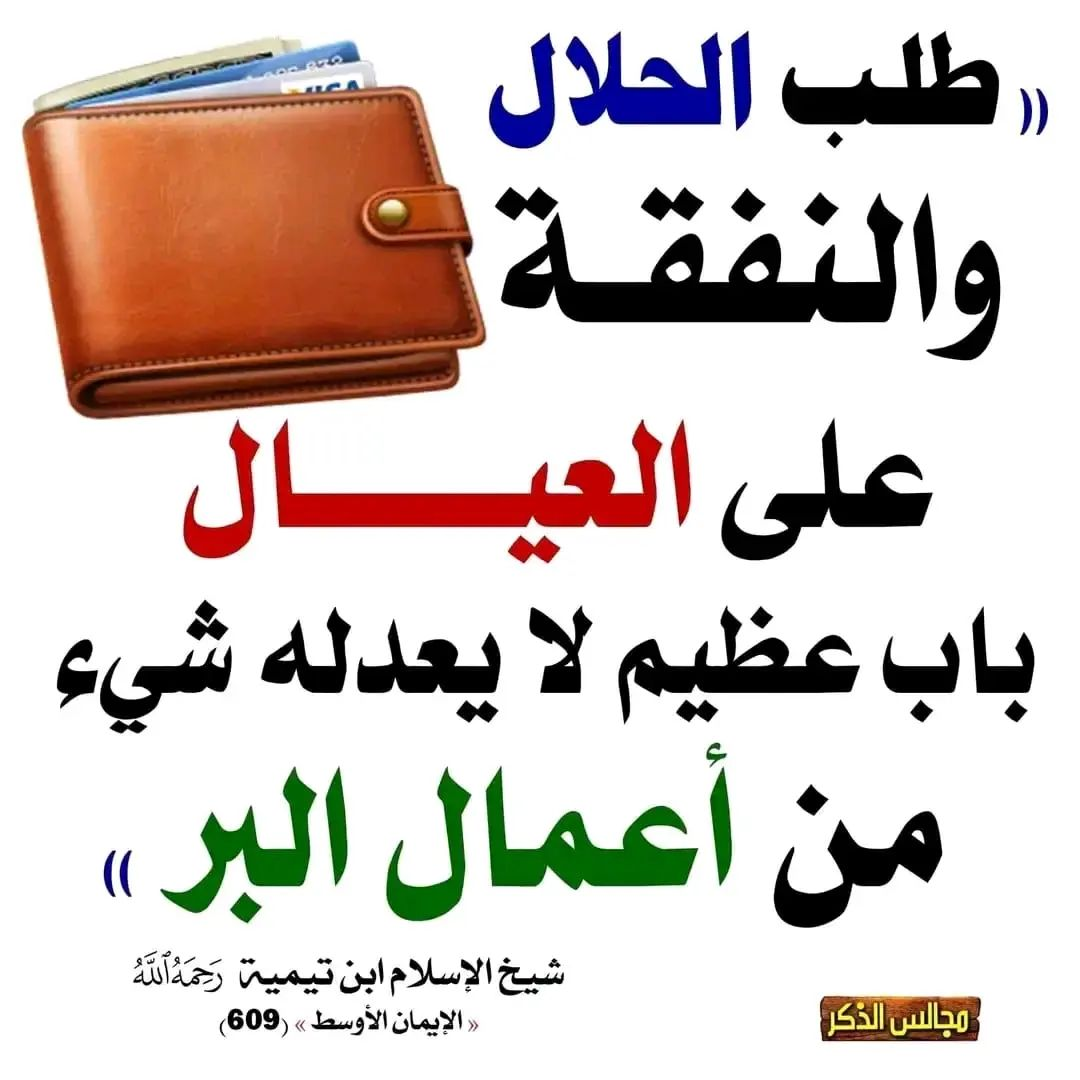 (( طلب الحلال
والنفقة
على العيال
باب عظيم لا يعدله شيء
من أعمال البر ))
شيخ الإسلام ابن تيمية رَحِمَهُ ٱللَّهُ
« الإيمان الأوسط » (609)
مجالس الذكر
VISA